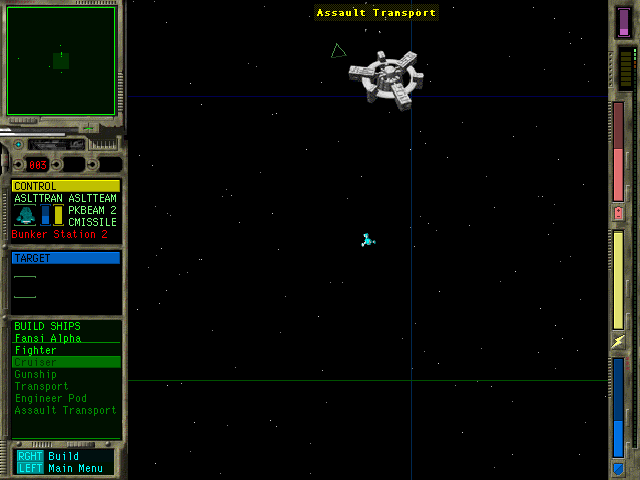 Assault Transport
003
CONTROL
ASLTTRAN ASLTTEAM
PKBEAM 2
CMISSILE
Bunker Station 2
TARGET
BUILD SHIPS
Fansi Alpha
Fighter
Cruiser
Gunship
Transport
Engineer Pod
Assault Transport
RGHT Build
LEFT Main Menu